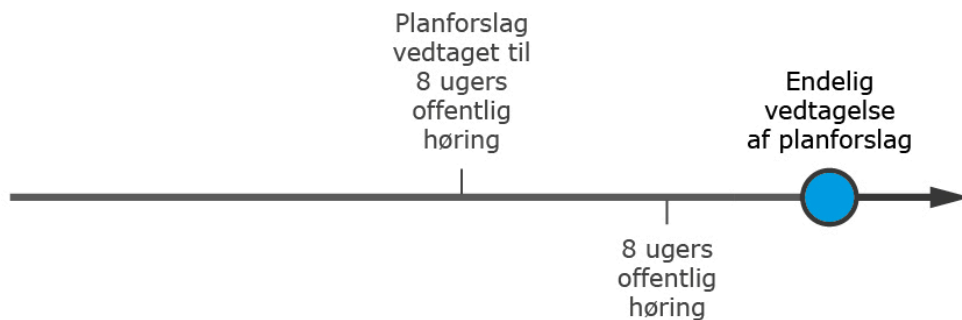 Planforslag
vedtaget til
8 ugers
offentlig
høring
Endelig
vedtagelse
af planforslag
8 ugers
offentlig
høring